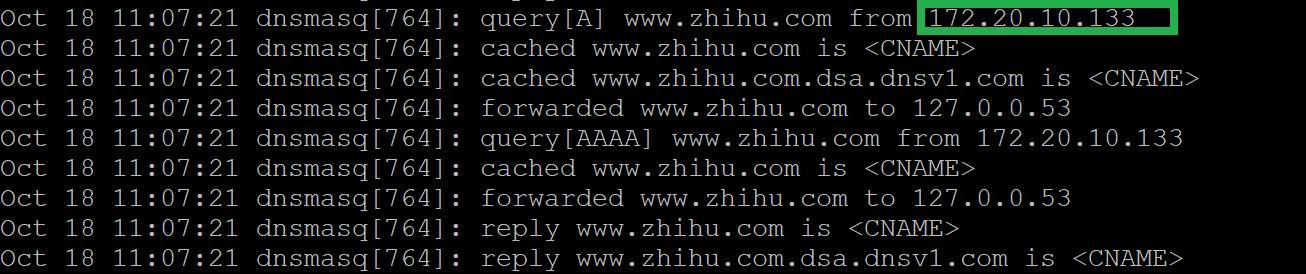 Oct 18 11:07:21 dnsmasq[764]: query[A] www.zhihu.com from 172.20.10.133
Oct 18 11:07:21 dnsmasq[764]: cached www.zhihu.com is <CNAME>
Oct 18 11:07:21 dnsmasq[764]: cached www.zhihu.com.dsa.dnsv1.com is <CNAME>
Oct 18 11:07:21 dnsmasq[764]: forwarded www.zhihu.com to 127.0.0.53
Oct 18 11:07:21 dnsmasq[764]: query[AAAA] www.zhihu.com from 172.20.10.133
Oct 18 11:07:21 dnsmasq[764]: cached www.zhihu.com is <CNAME>
Oct 18 11:07:21 dnsmasq[764]: forwarded www.zhihu.com to 127.0.0.53
Oct 18 11:07:21 dnsmasq[764]: reply www.zhihu.com is <CNAME>
Oct 18 11:07:21 dnsmasq[764]: reply www.zhihu.com.dsa.dnsv1.com is <CNAME>